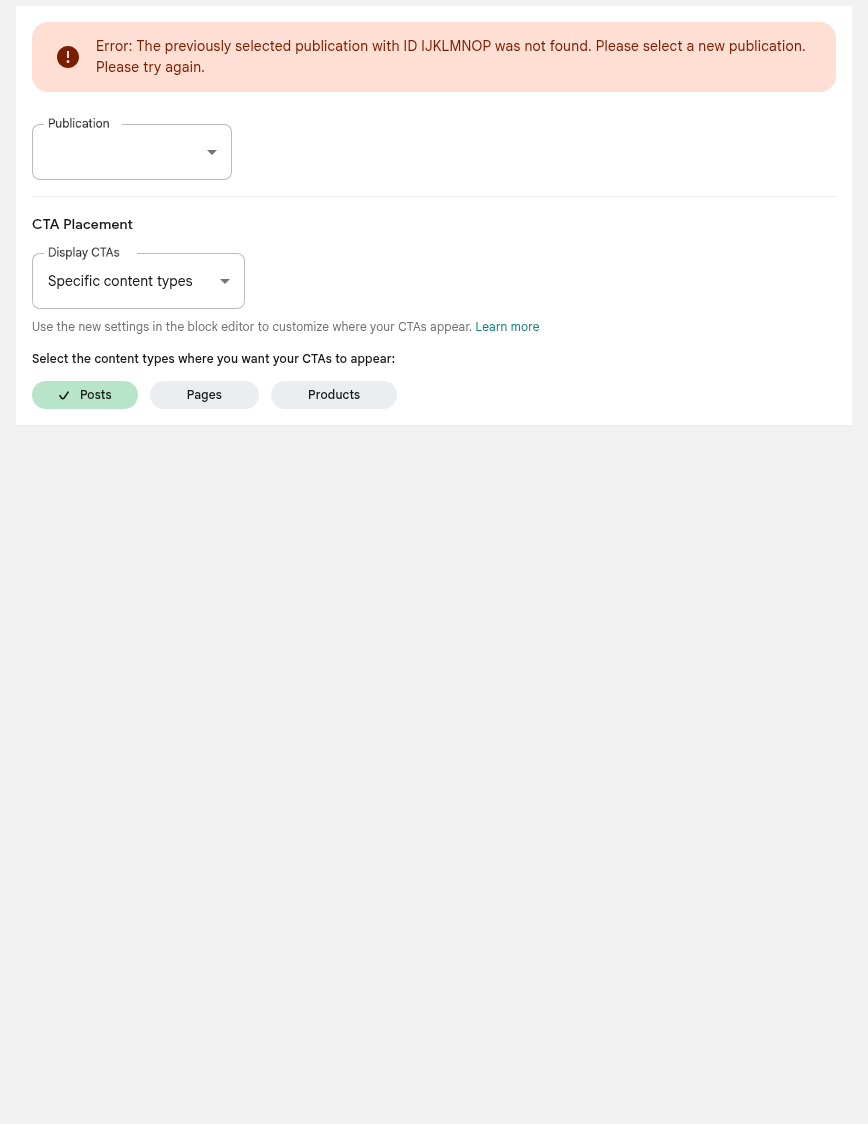 Error: The previously selected publication with ID IJKLMNOP was not found. Please select a new publication.
Please try again.
Publication
CTA Placement
Display CTAs
Specific content types
Use the new settings in the block editor to customize where your CTAs appear. Learn more
Select the content types where you want your CTAs to appear:
Posts Pages Products